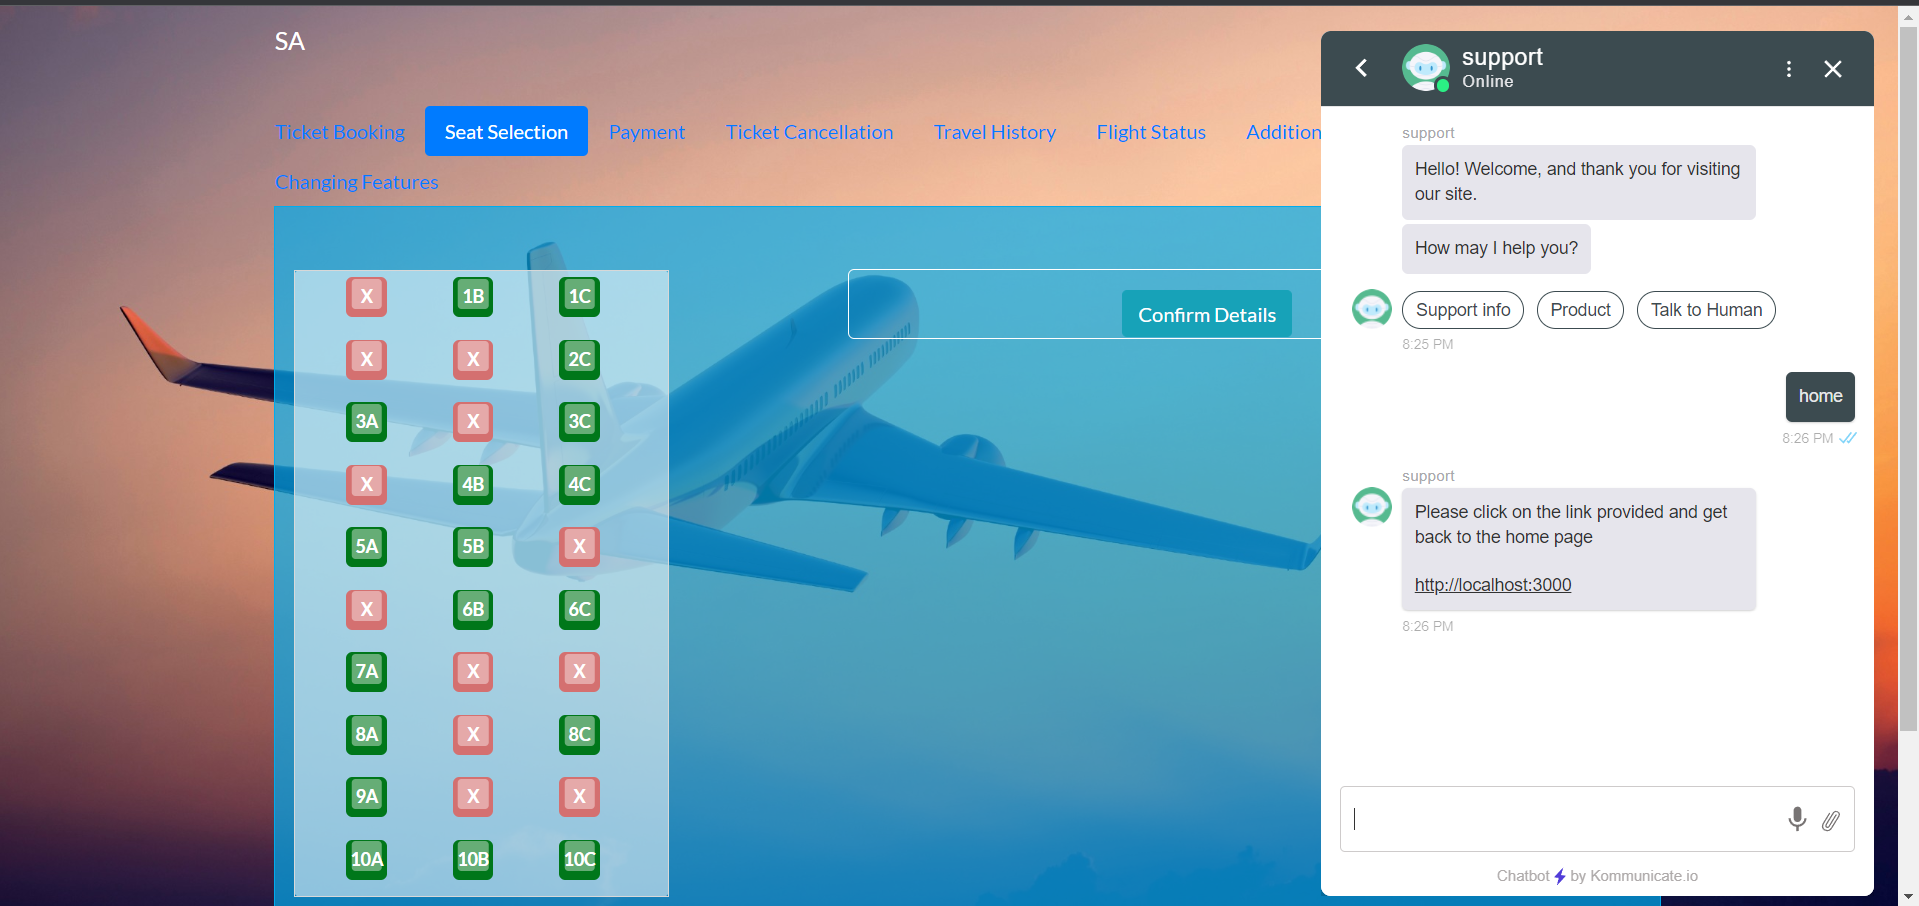 SA
Ticket Booking
Seat Selection
Payment
Ticket Cancellation
Travel History
Flight Status
Addition
Changing Features
X 1B 1C
X X 2C
3A X 3C
X 4B 4C
5A 5B X
X 6B 6C
7A X X
8A X 8C
9A X X
10A 10B 10C
Confirm Details
support
Online
support
Hello! Welcome, and thank you for visiting
our site.
How may I help you?
Support info
Product
Talk to Human
8:25 PM
home
8:26 PM
support
Please click on the link provided and get
back to the home page
http://localhost:3000
8:26 PM
Chatbot by Kommunicate.io